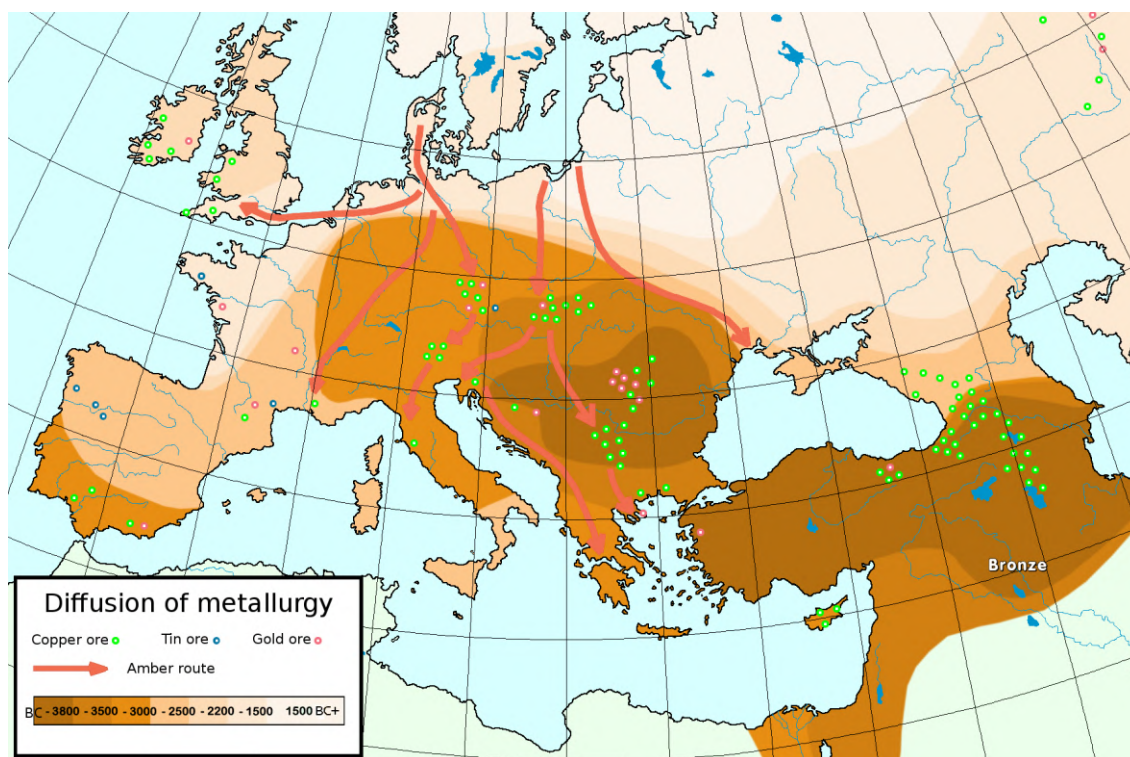 Bronze
Diffusion of metallurgy
Copper ore Tin ore Gold ore
Amber route
BC - 3800 - 3500 - 3000 - 2500 - 2200 - 1500 1500 BC+